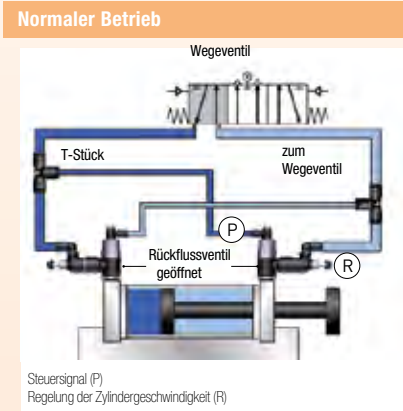 Normaler Betrieb
Wegeventil
T-Stück
zum
Wegeventil
P
Rückflussventil
geöffnet
R
Steuersignal (P)
Regelung der Zylindergeschwindigkeit (R)